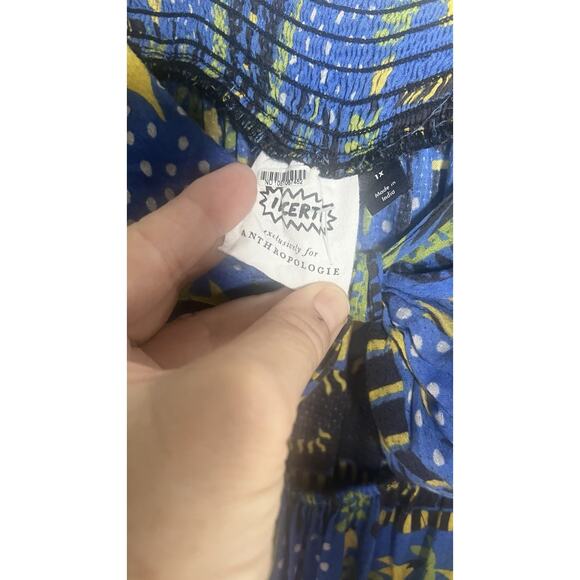 ICERTI
exclusively for
ANTHROPOLOGIE
1X
Made in
India